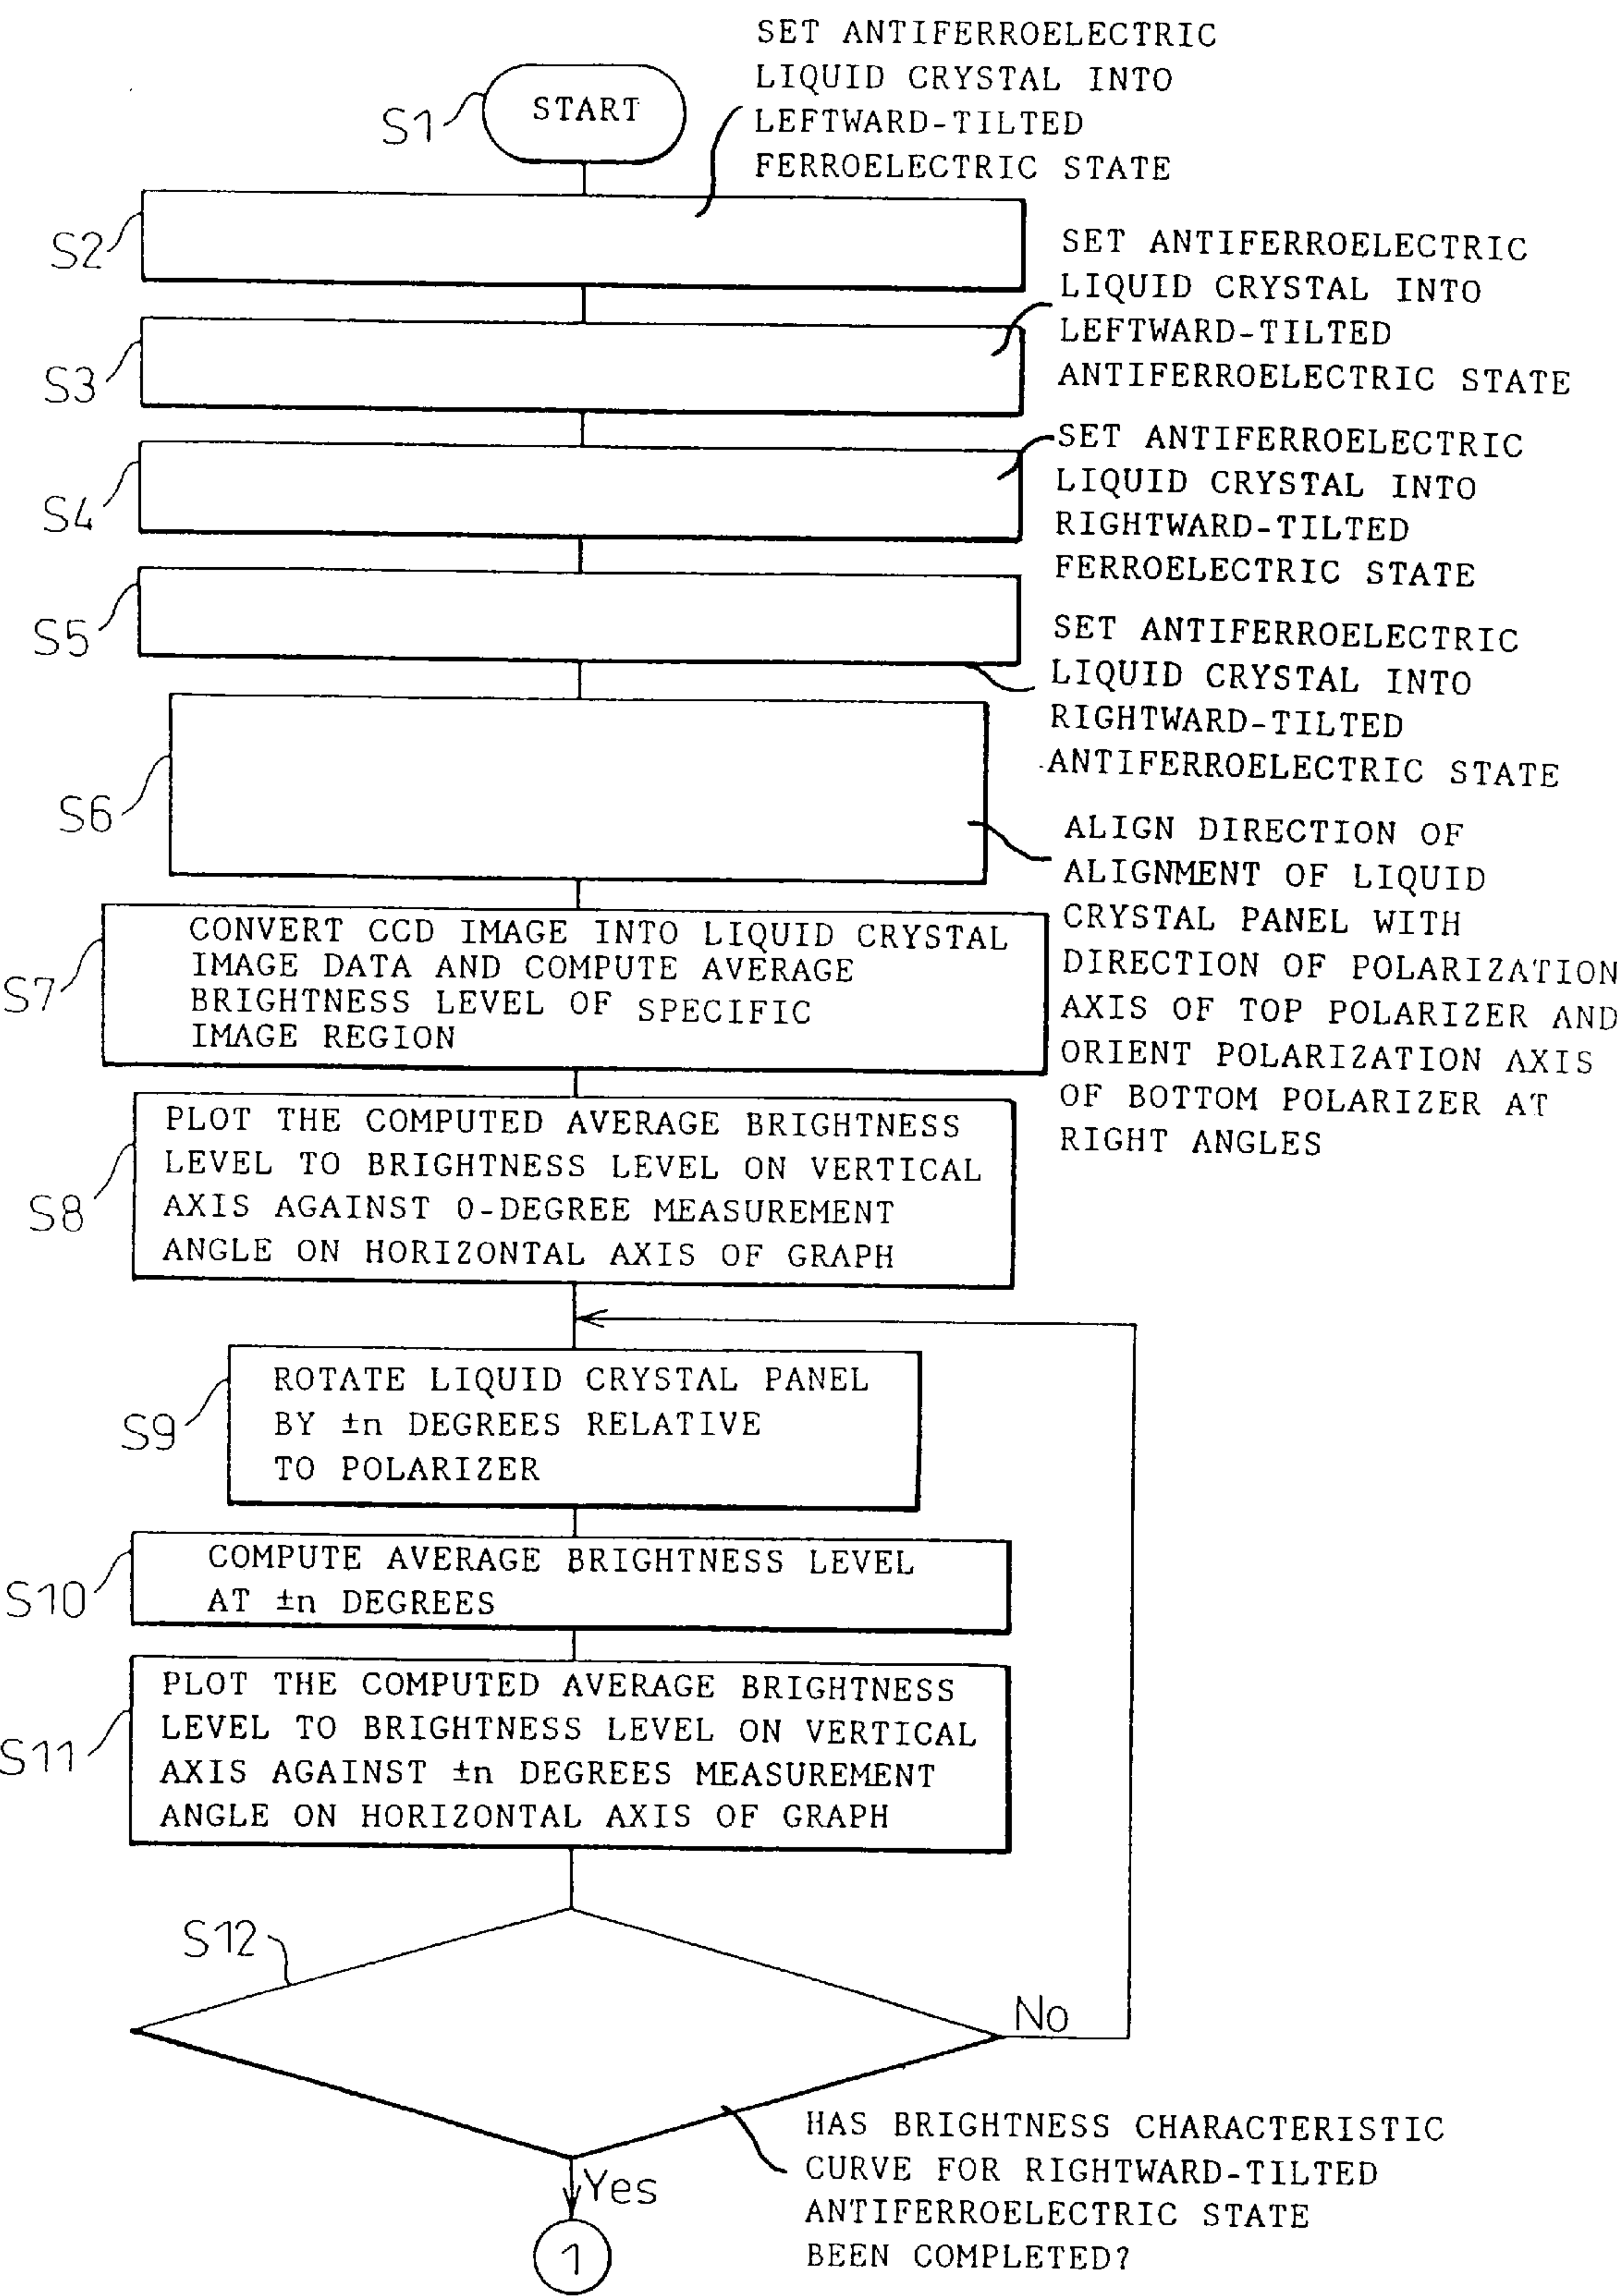 SET ANTIFERROELECTRIC
LIQUID CRYSTAL INTO
LEFTWARD-TILTED
FERROELECTRIC STATE
S1
START
S2
SET ANTIFERROELECTRIC
LIQUID CRYSTAL INTO
LEFTWARD-TILTED
ANTIFERROELECTRIC STATE
S3
SET ANTIFERROELECTRIC
LIQUID CRYSTAL INTO
RIGHTWARD-TILTED
FERROELECTRIC STATE
S4
S5
SET ANTIFERROELECTRIC
LIQUID CRYSTAL INTO
RIGHTWARD-TILTED
ANTIFERROELECTRIC STATE
S6
ALIGN DIRECTION OF
ALIGNMENT OF LIQUID
CRYSTAL PANEL WITH
DIRECTION OF POLARIZATION
AXIS OF TOP POLARIZER AND
ORIENT POLARIZATION AXIS
OF BOTTOM POLARIZER AT
RIGHT ANGLES
S7
CONVERT CCD IMAGE INTO LIQUID CRYSTAL
IMAGE DATA AND COMPUTE AVERAGE
BRIGHTNESS LEVEL OF SPECIFIC
IMAGE REGION
S8
PLOT THE COMPUTED AVERAGE BRIGHTNESS
LEVEL TO BRIGHTNESS LEVEL ON VERTICAL
AXIS AGAINST 0-DEGREE MEASUREMENT
ANGLE ON HORIZONTAL AXIS OF GRAPH
S9
ROTATE LIQUID CRYSTAL PANEL
BY ±n DEGREES RELATIVE
TO POLARIZER
S10
COMPUTE AVERAGE BRIGHTNESS LEVEL
AT ±n DEGREES
S11
PLOT THE COMPUTED AVERAGE BRIGHTNESS
LEVEL TO BRIGHTNESS LEVEL ON VERTICAL
AXIS AGAINST ±n DEGREES MEASUREMENT
ANGLE ON HORIZONTAL AXIS OF GRAPH
S12
No
HAS BRIGHTNESS CHARACTERISTIC
CURVE FOR RIGHTWARD-TILTED
ANTIFERROELECTRIC STATE
BEEN COMPLETED?
Yes
1